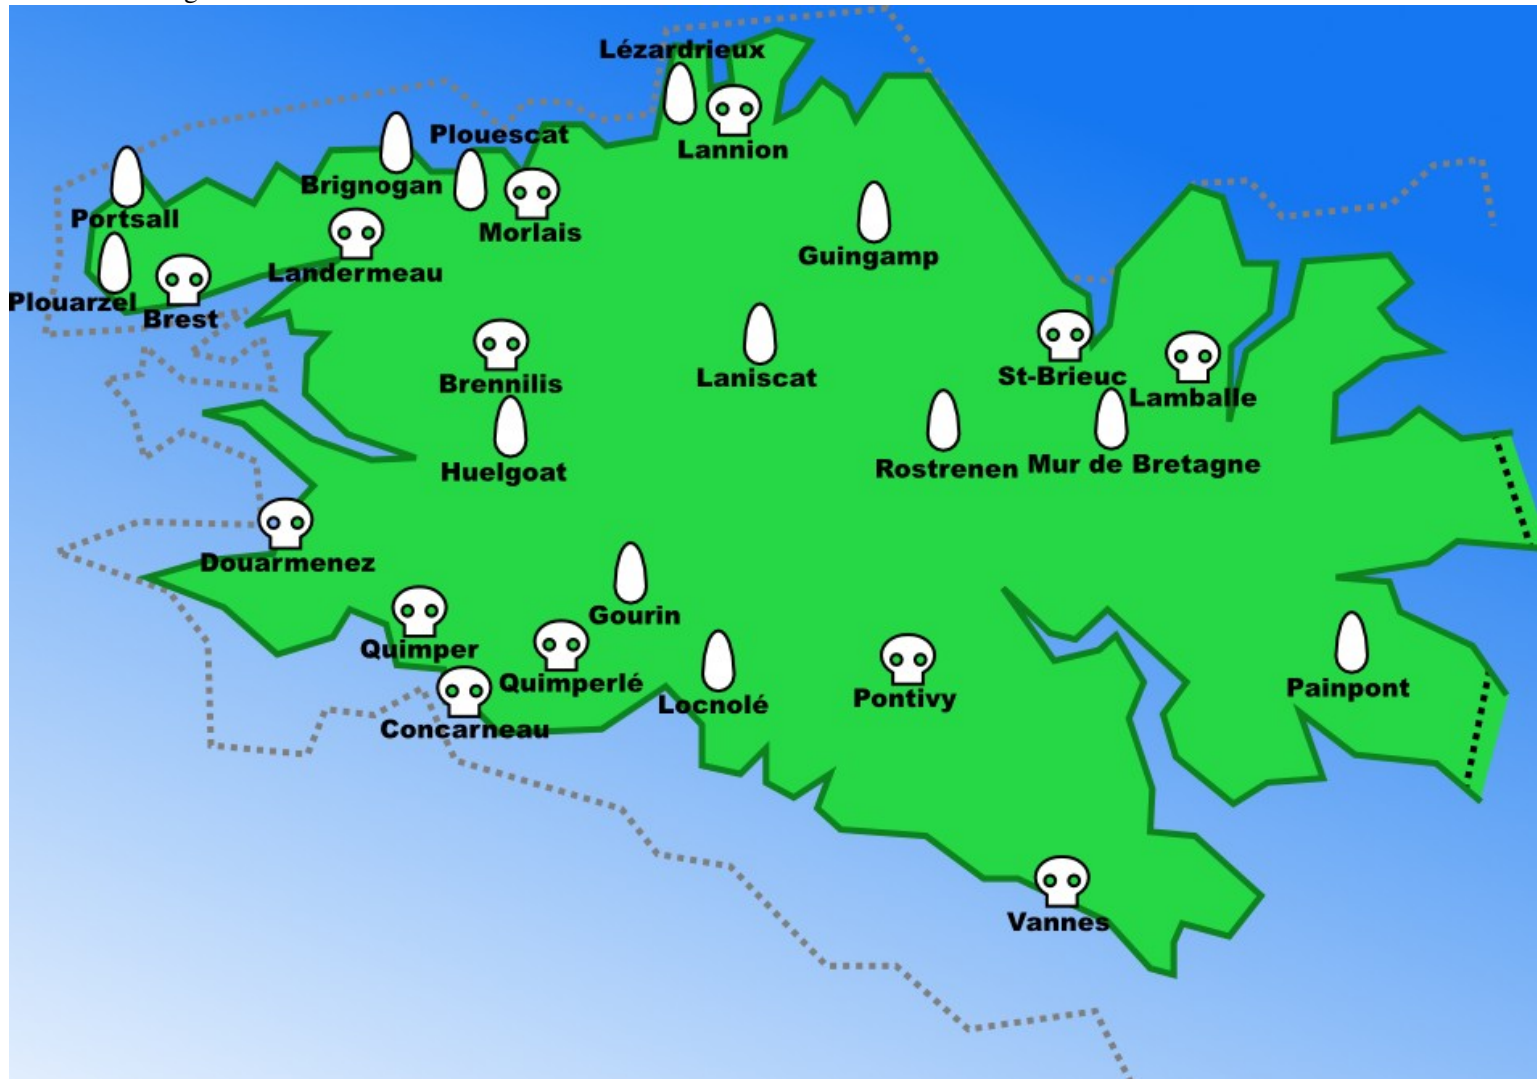 Lézardrieux
Plouescat
Lannion
Brignogan
Portsall
Morlais
Guingamp
Landermeau
Plouarzel
Brest
Brennilis
Laniscat
St-Brieuc
Lamballe
Huelgoat
Rostrenen
Mur de Bretagne
Douarmenez
Gourin
Quimper
Quimperlé
Locnolé
Pontivy
Painpont
Concarneau
Vannes